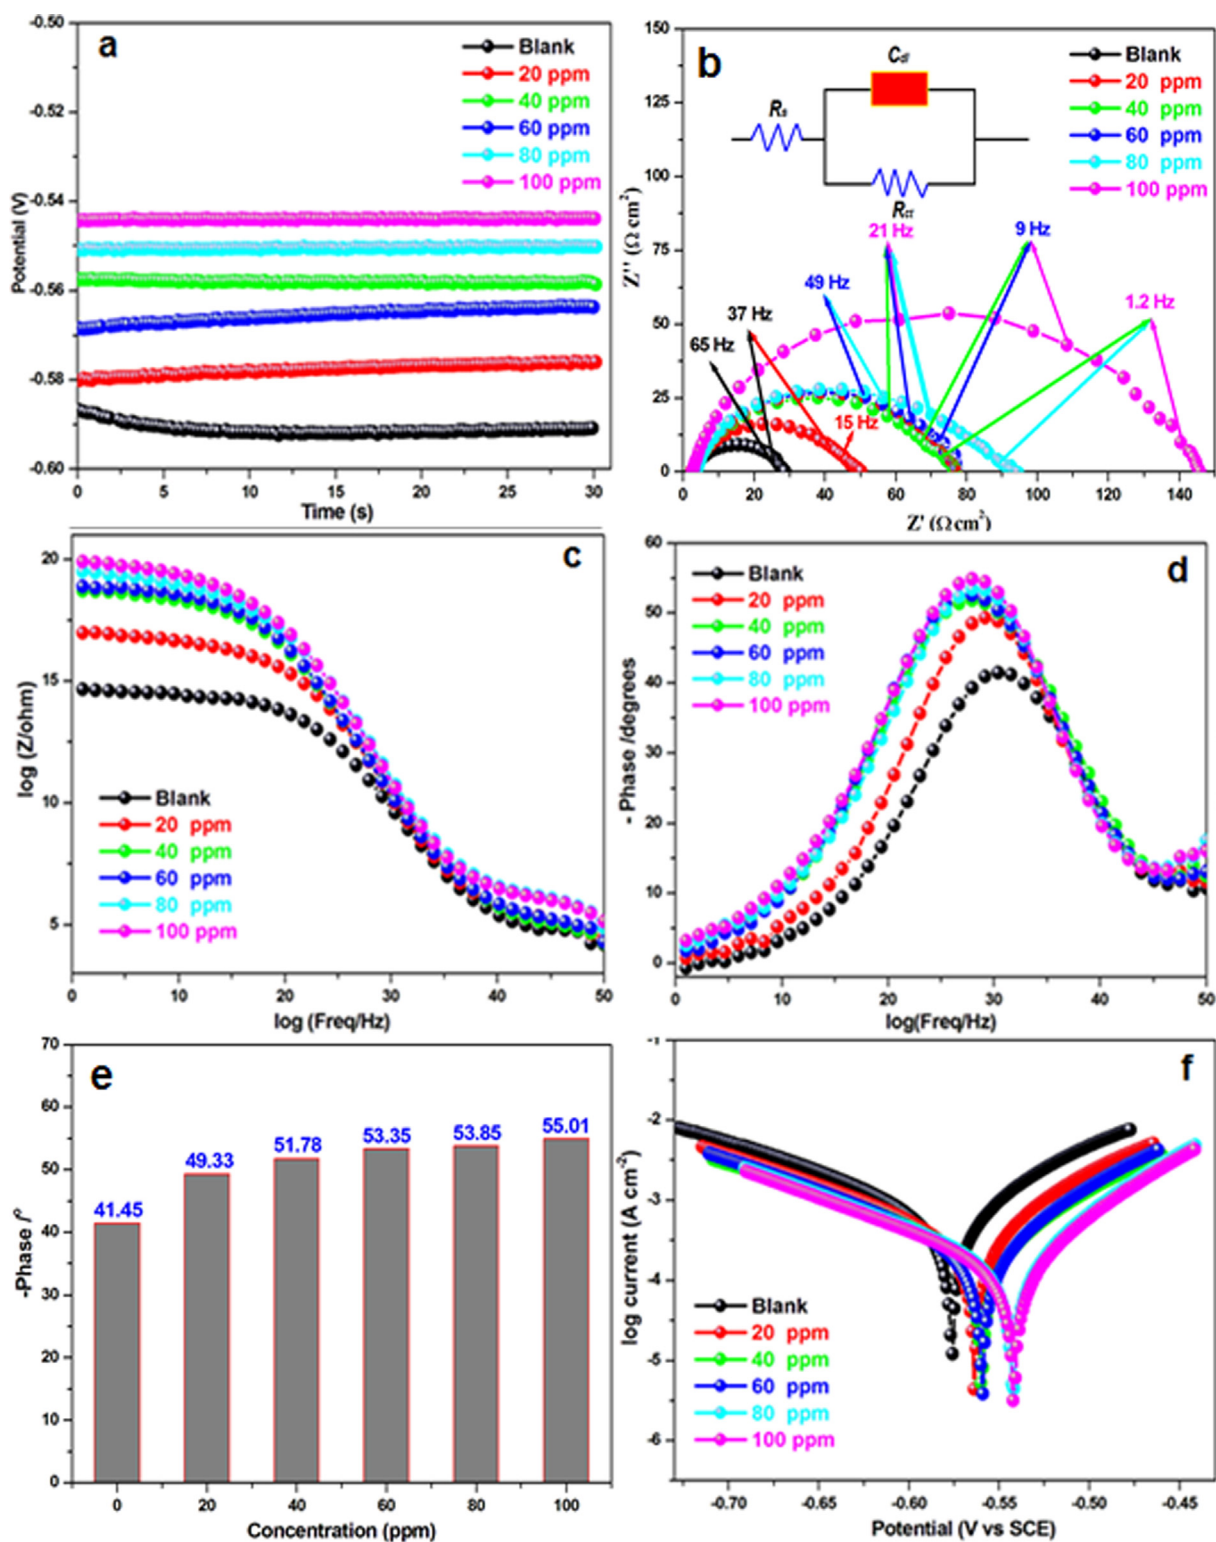 a
-0.50
-0.52
-0.54
-0.56
-0.58
-0.60
Potential (V)
Blank
20 ppm
40 ppm
60 ppm
80 ppm
100 ppm
0 5 10 15 20 25 30
Time (s)
b
150
125
100
75
50
25
0
Z'' (Ω cm²)
Cdl
Rs
Rct
Blank
20 ppm
40 ppm
60 ppm
80 ppm
100 ppm
21 Hz
9 Hz
49 Hz
1.2 Hz
37 Hz
65 Hz
15 Hz
0 20 40 60 80 100 120 140
Z' (Ω cm²)
c
20
15
10
5
log (Z/ohm)
Blank
20 ppm
40 ppm
60 ppm
80 ppm
100 ppm
0 10 20 30 40 50
log (Freq/Hz)
d
60
50
40
30
20
10
0
- Phase /degrees
Blank
20 ppm
40 ppm
60 ppm
80 ppm
100 ppm
0 10 20 30 40 50
log(Freq/Hz)
e
70
60
50
40
30
20
10
0
-Phase /°
41.45
49.33
51.78
53.35
53.85
55.01
0 20 40 60 80 100
Concentration (ppm)
f
-1
-2
-3
-4
-5
-6
log current (A cm⁻²)
Blank
20 ppm
40 ppm
60 ppm
80 ppm
100 ppm
-0.70 -0.65 -0.60 -0.55 -0.50 -0.45
Potential (V vs SCE)